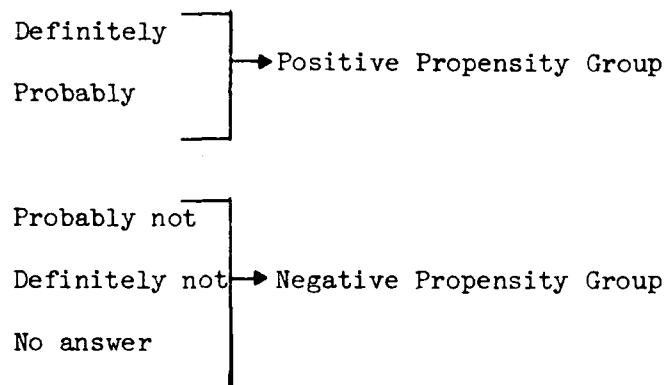 Definitely
Positive Propensity Group
Probably
Probably not
Definitely not
Negative Propensity Group
No answer